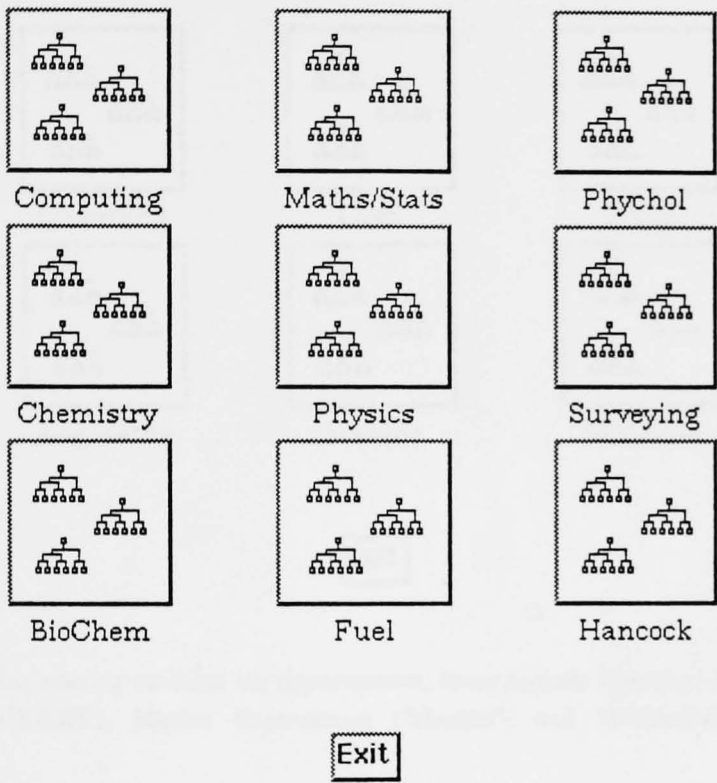 Computing Maths/Stats Phychol
Chemistry Physics Surveying
BioChem Fuel Hancock
Exit